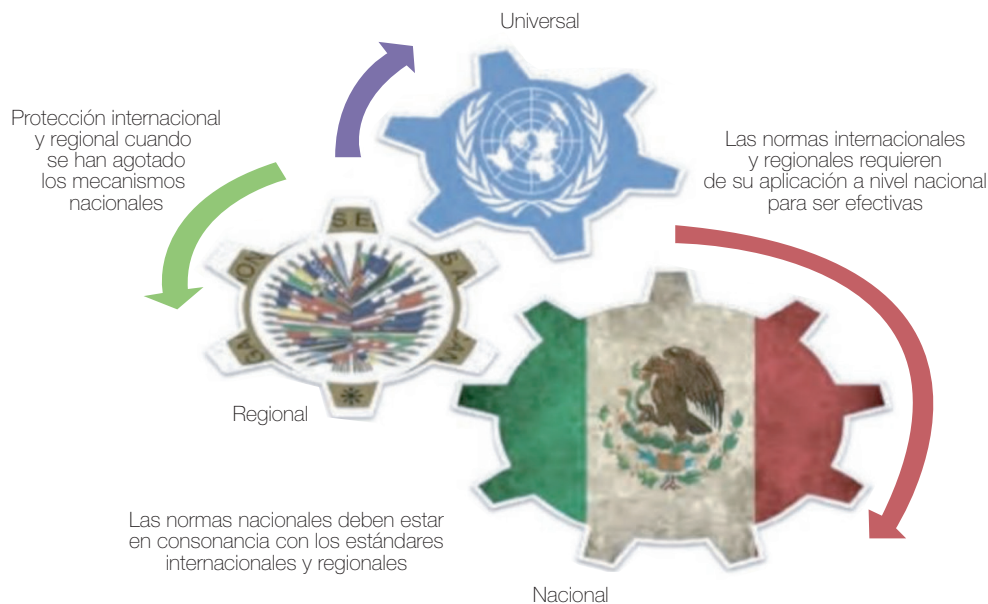 Universal
Protección internacional
y regional cuando
se han agotado
los mecanismos
nacionales
Las normas internacionales
y regionales requieren
de su aplicación a nivel nacional
para ser efectivas
Regional
Las normas nacionales deben estar
en consonancia con los estándares
internacionales y regionales
Nacional